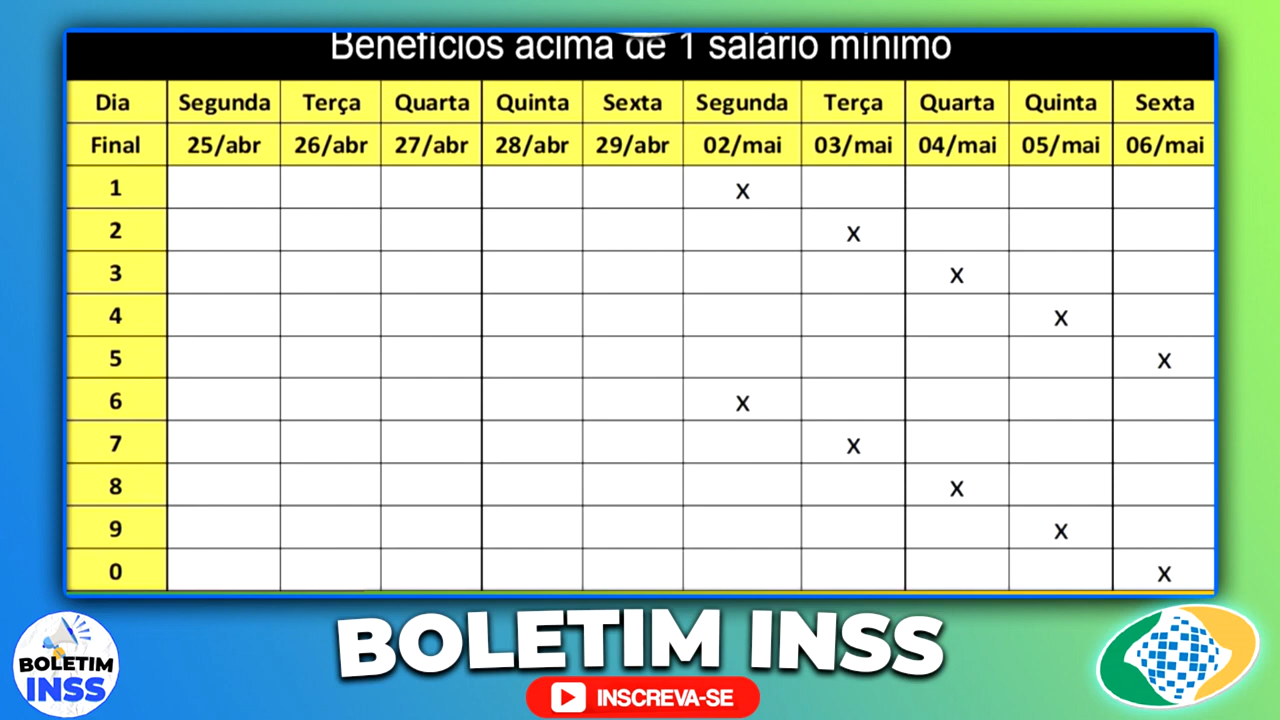 Benefícios acima de 1 salário mínimo
Dia Segunda Terça Quarta Quinta Sexta Segunda Terça Quarta Quinta Sexta
Final 25/abr 26/abr 27/abr 28/abr 29/abr 02/mai 03/mai 04/mai 05/mai 06/mai
1 x
2 x
3 x
4 x
5 x
6 x
7 x
8 x
9 x
0 x
BOLETIM INSS
INSCREVA-SE
BOLETIM
INSS